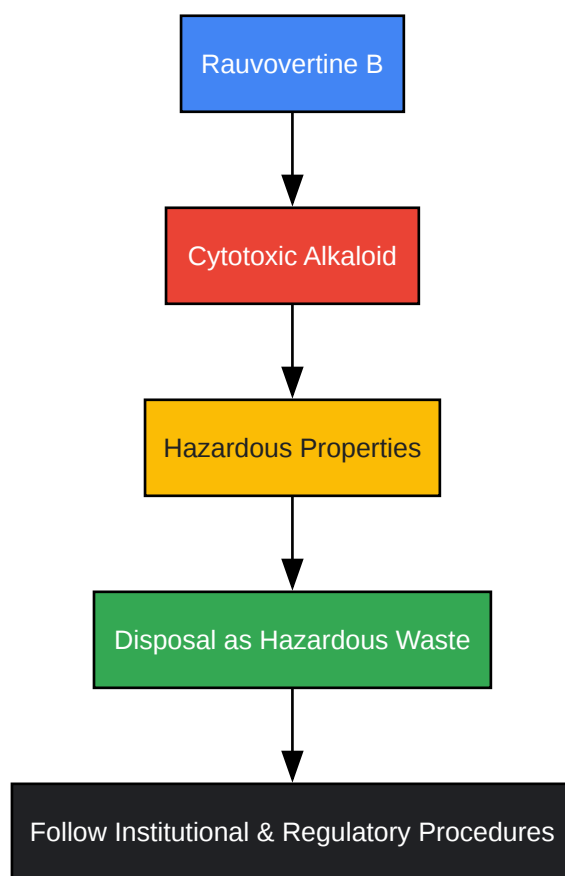 Rauvovertine B
Cytotoxic Alkaloid
Hazardous Properties
Disposal as Hazardous Waste
Follow Institutional & Regulatory Procedures